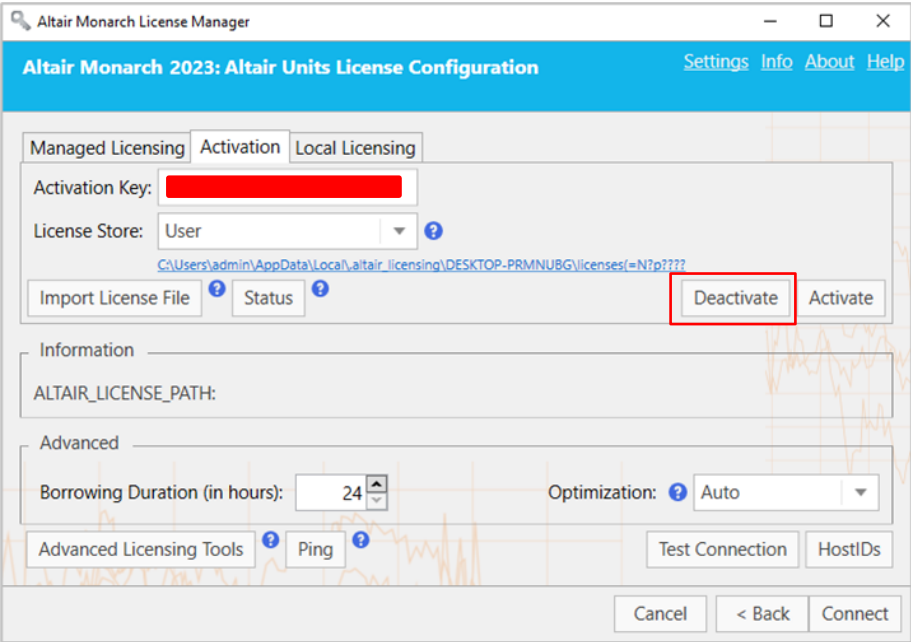 Altair Monarch License Manager
Altair Monarch 2023: Altair Units License Configuration
Settings Info About Help
Managed Licensing Activation Local Licensing
Activation Key:
License Store: User ?
C:\Users\admin\AppData\Local\.altair_licensing\DESKTOP-PRMNUBG\licenses(=N?p????
Import License File ? Status ? Deactivate Activate
Information
ALTAIR_LICENSE_PATH:
Advanced
Borrowing Duration (in hours): 24 Optimization: ? Auto
Advanced Licensing Tools ? Ping ? Test Connection HostIDs
Cancel < Back Connect